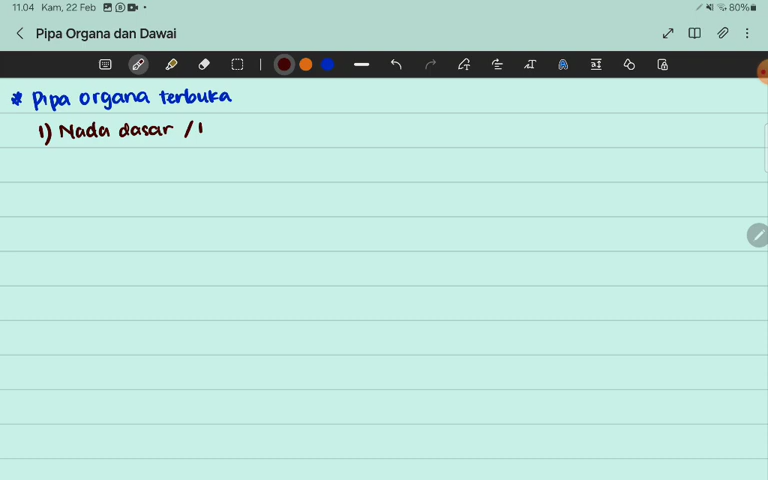 11.04 Kam, 22 Feb
80%
Pipa Organa dan Dawai
* Pipa organa terbuka
1) Nada dasar / 1